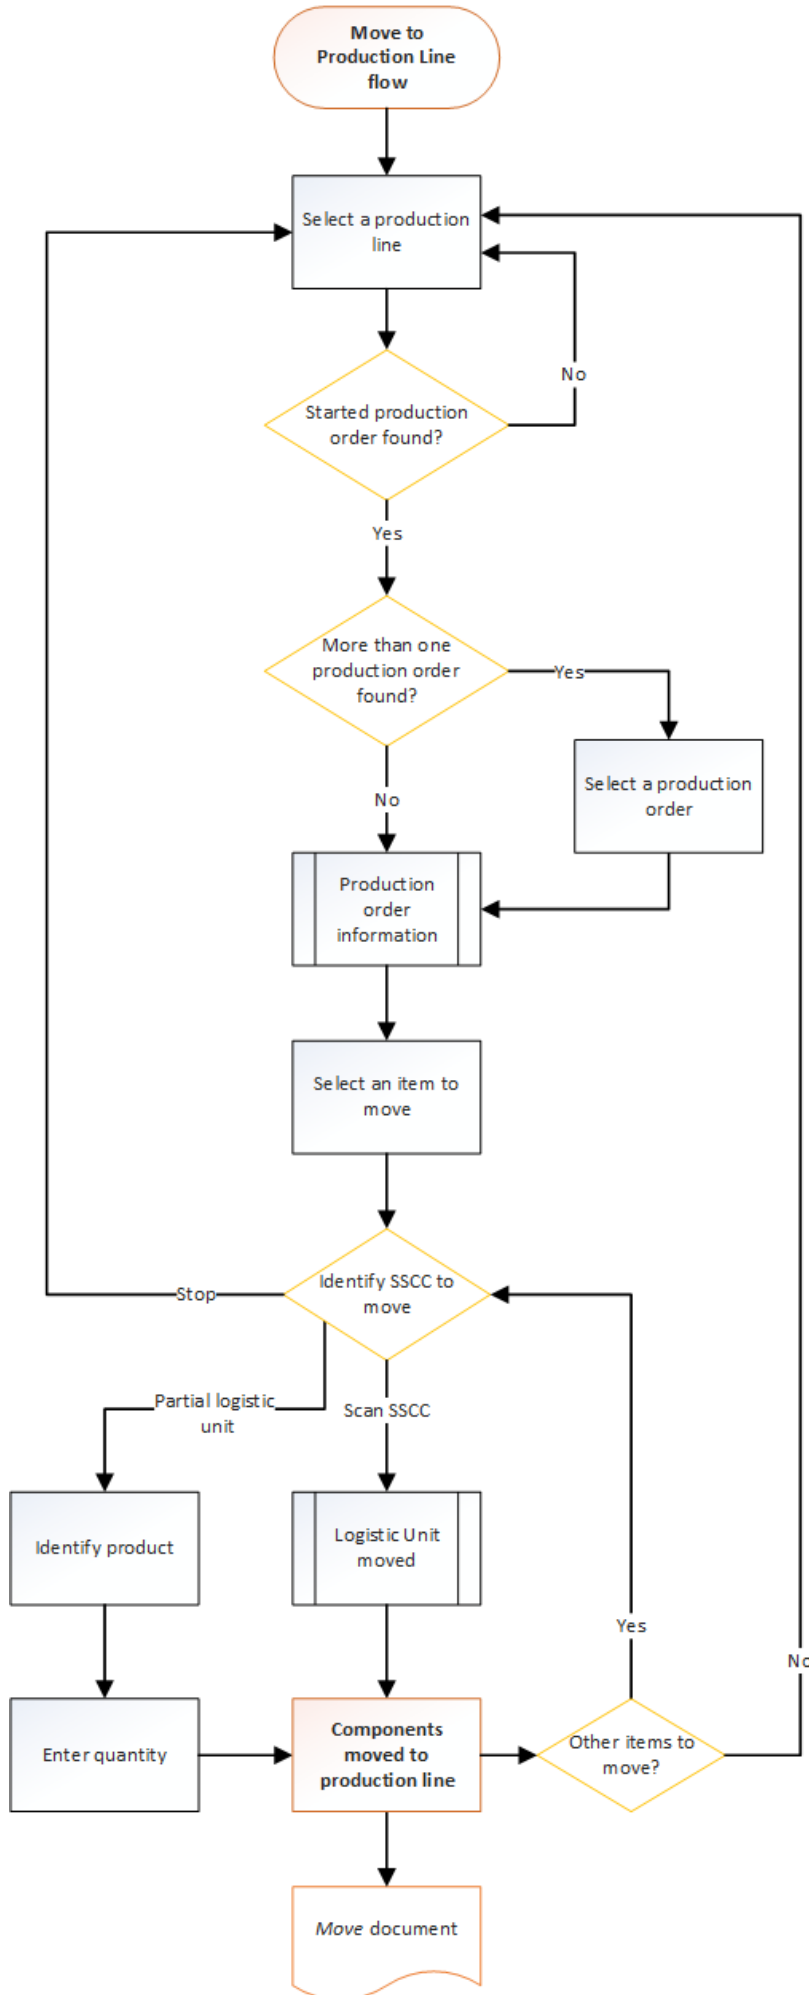 Move to
Production Line
flow
Select a production
line
No
Started production
order found?
Yes
More than one
production order
found?
Yes
Select a production
order
No
Production
order
information
Select an item to
move
Identify SSCC to
move
Stop
Partial logistic
unit
Scan SSCC
Identify product
Logistic Unit
moved
Yes
No
Enter quantity
Components
moved to
production line
Other items to
move?
Move document